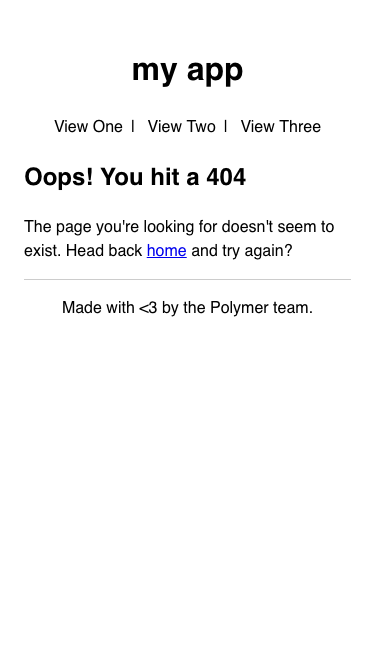 my app
View One | View Two | View Three
Oops! You hit a 404
The page you're looking for doesn't seem to
exist. Head back home and try again?
Made with <3 by the Polymer team.